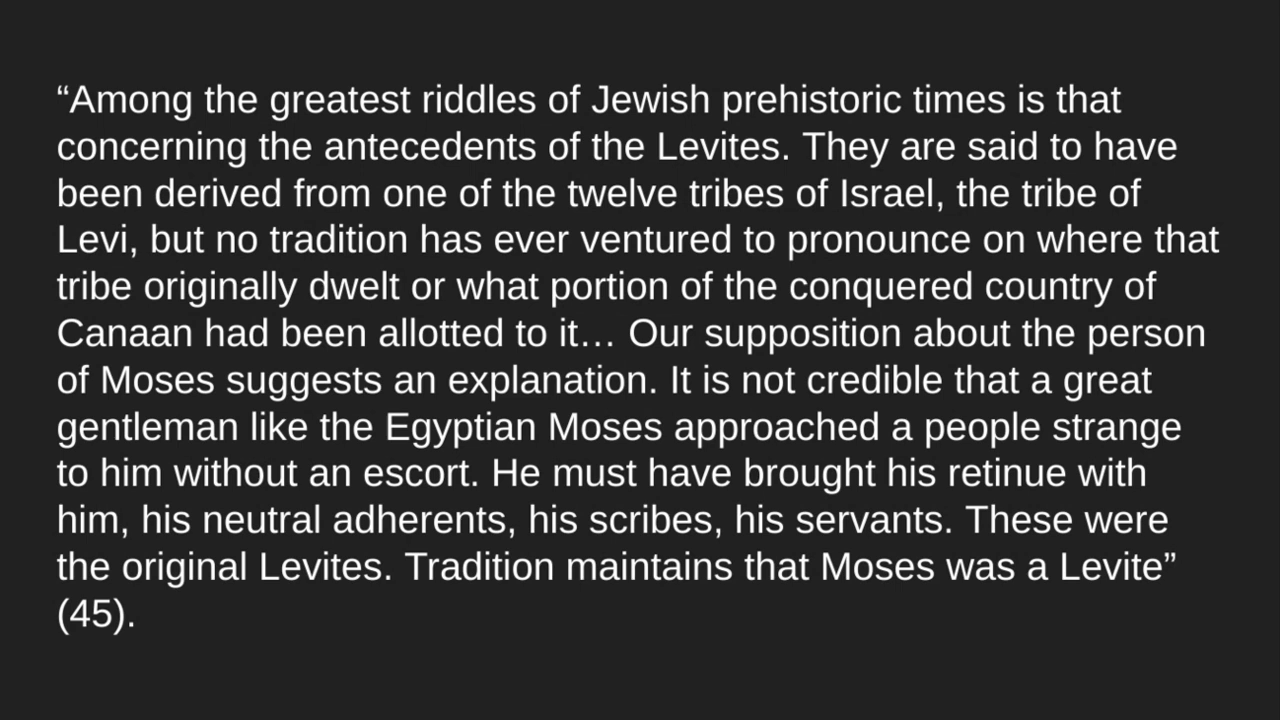 “Among the greatest riddles of Jewish prehistoric times is that
concerning the antecedents of the Levites. They are said to have
been derived from one of the twelve tribes of Israel, the tribe of
Levi, but no tradition has ever ventured to pronounce on where that
tribe originally dwelt or what portion of the conquered country of
Canaan had been allotted to it… Our supposition about the person
of Moses suggests an explanation. It is not credible that a great
gentleman like the Egyptian Moses approached a people strange
to him without an escort. He must have brought his retinue with
him, his neutral adherents, his scribes, his servants. These were
the original Levites. Tradition maintains that Moses was a Levite”
(45).